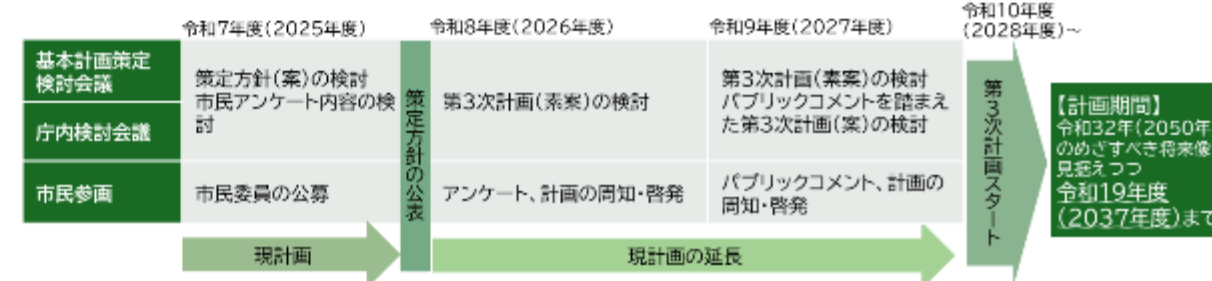 令和7年度(2025年度)
令和8年度(2026年度)
令和9年度(2027年度)
令和10年度
(2028年度)~
基本計画策定
検討会議
庁内検討会議
策定方針(案)の検討
市民アンケート内容の検
討
策定方針の公表
第3次計画(素案)の検討
第3次計画(素案)の検討
パブリックコメントを踏まえ
た第3次計画(案)の検討
市民参画
市民委員の公募
アンケート、計画の周知・啓発
パブリックコメント、計画の
周知・啓発
現計画
現計画の延長
第3次計画スタート
【計画期間】
令和32年(2050年
のめざすべき将来像
見据えつつ
令和19年度
(2037年度)まで